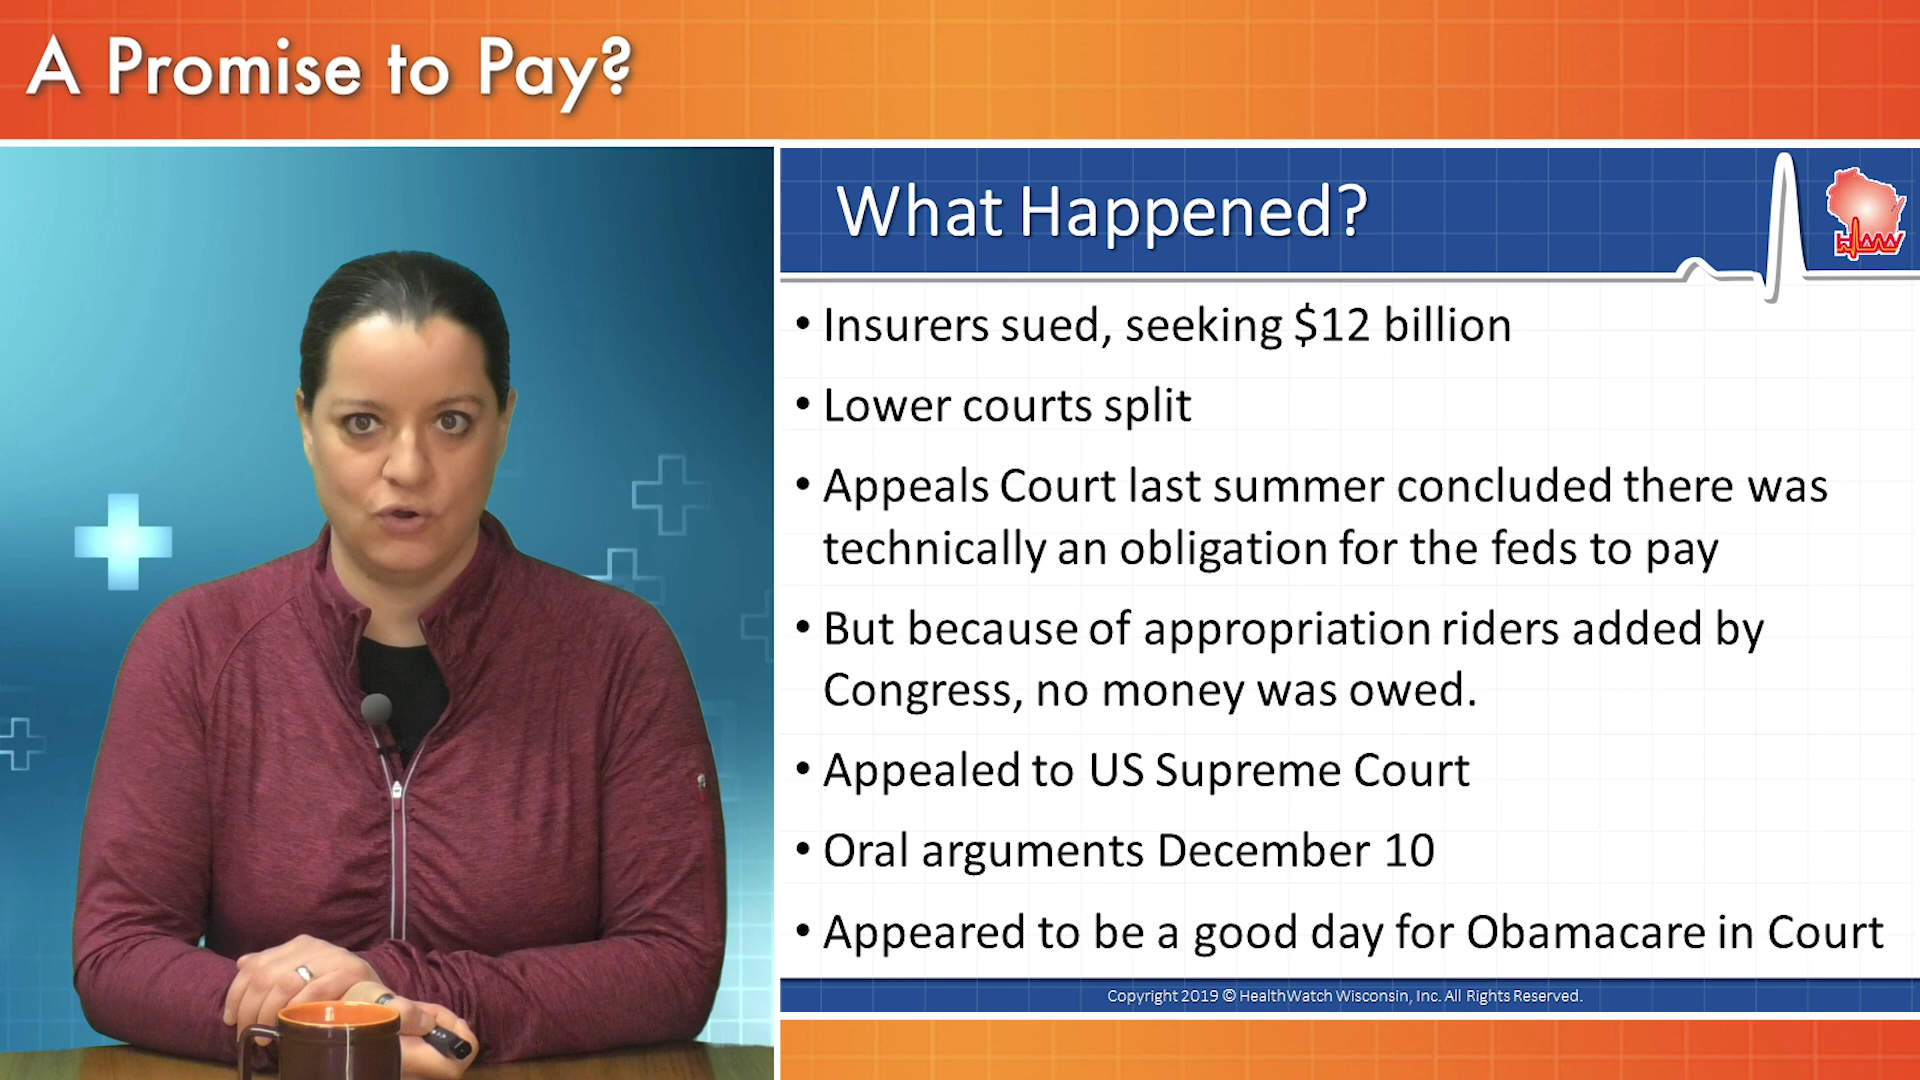 A Promise to Pay?
What Happened?
• Insurers sued, seeking $12 billion
• Lower courts split
• Appeals Court last summer concluded there was
technically an obligation for the feds to pay
• But because of appropriation riders added by
Congress, no money was owed.
• Appealed to US Supreme Court
• Oral arguments December 10
• Appeared to be a good day for Obamacare in Court
Copyright 2019 © HealthWatch Wisconsin, Inc. All Rights Reserved.